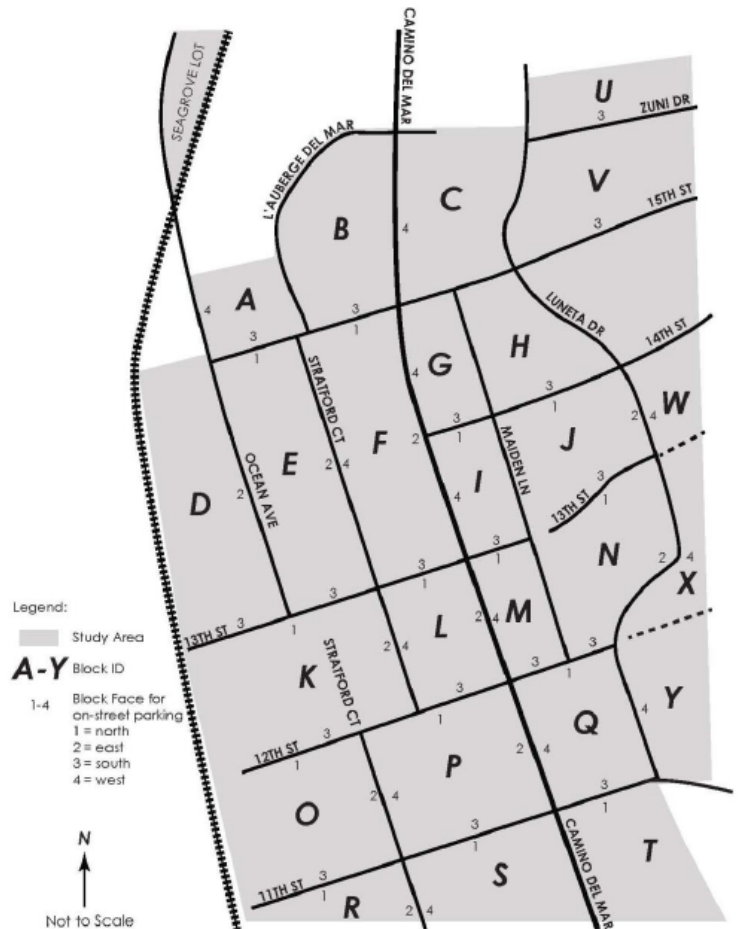 CAMINO DEL MAR
SEAGROVE LOT
U
3
ZUNI DR
L'AUBERGE DEL MAR
C
V
15TH ST
B
4
3
4
A
3
3
1
1
LUNETA DR
14TH ST
STRATFORD CT
4
G
H
3
3
1
1
2
F
MAIDEN LN
J
2 4
W
E
2 4
OCEAN AVE
2
D
I
4
3
1
13TH ST
N
2 4
X
3
3
3
1
3
1
13TH ST
L
2 4
M
2 4
K
STRATFORD CT
3
3
1
3
1
12TH ST
3
1
Q
4
Y
2 4
P
2 4
O
3
1
3
1
11TH ST
3
1
T
S
R
2 4
CAMINO DEL MAR
Legend:
Study Area
A-Y Block ID
1-4 Block Face for
on-street parking
1 = north
2 = east
3 = south
4 = west
N
Not to Scale